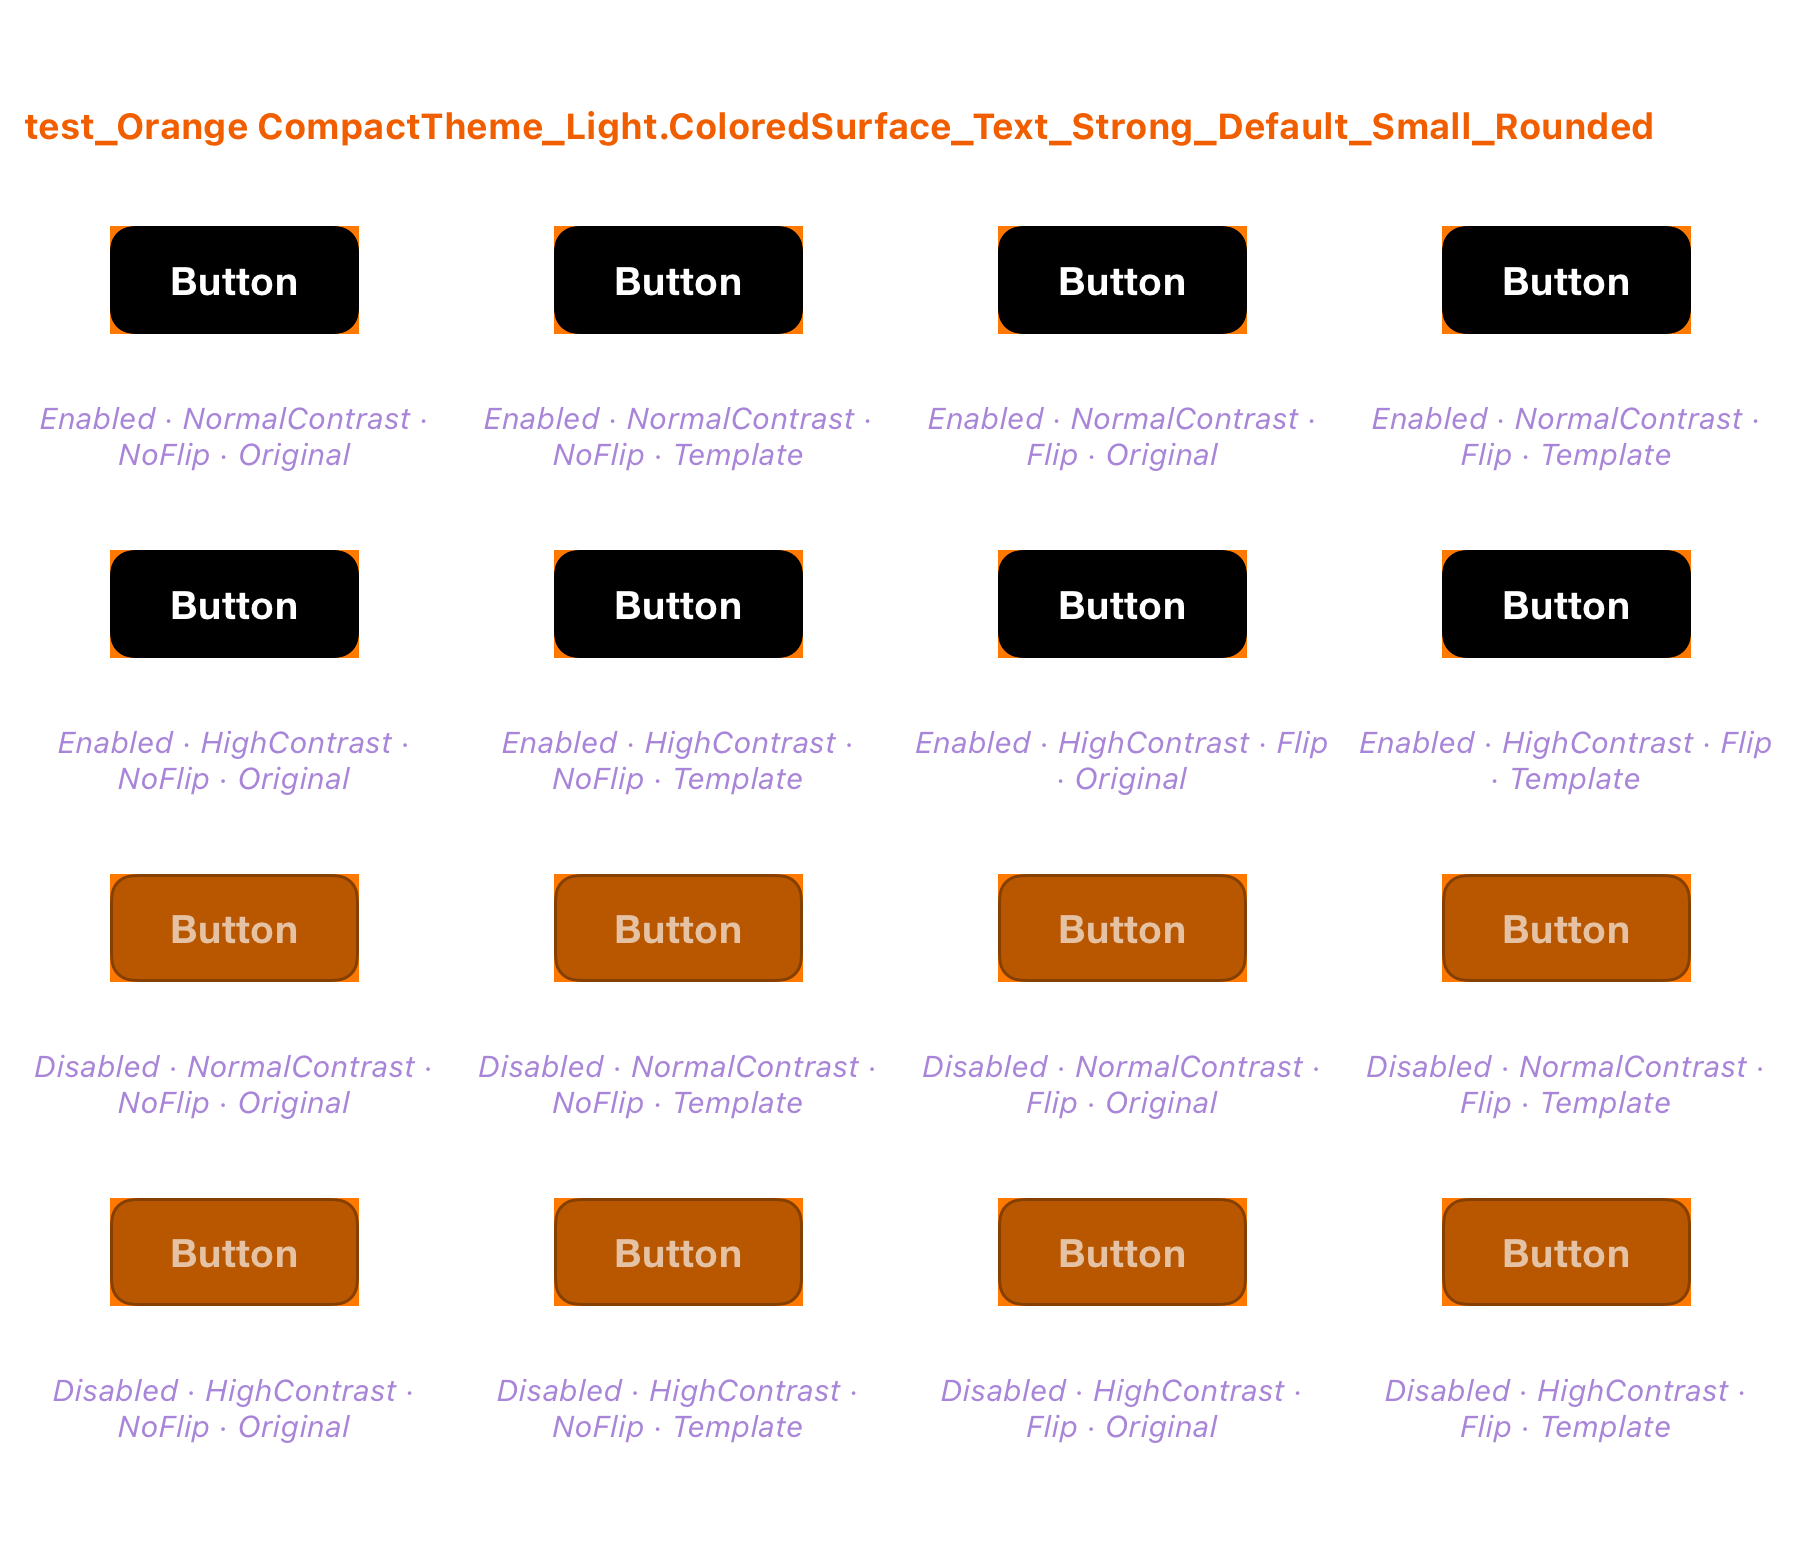 test_Orange CompactTheme_Light.ColoredSurface_Text_Strong_Default_Small_Rounded
Button Button Button Button
Enabled · NormalContrast · Enabled · NormalContrast · Enabled · NormalContrast · Enabled · NormalContrast ·
NoFlip · Original NoFlip · Template Flip · Original Flip · Template
Button Button Button Button
Enabled · HighContrast · Enabled · HighContrast · Enabled · HighContrast · Flip Enabled · HighContrast · Flip
NoFlip · Original NoFlip · Template · Original · Template
Button Button Button Button
Disabled · NormalContrast · Disabled · NormalContrast · Disabled · NormalContrast · Disabled · NormalContrast ·
NoFlip · Original NoFlip · Template Flip · Original Flip · Template
Button Button Button Button
Disabled · HighContrast · Disabled · HighContrast · Disabled · HighContrast · Disabled · HighContrast ·
NoFlip · Original NoFlip · Template Flip · Original Flip · Template